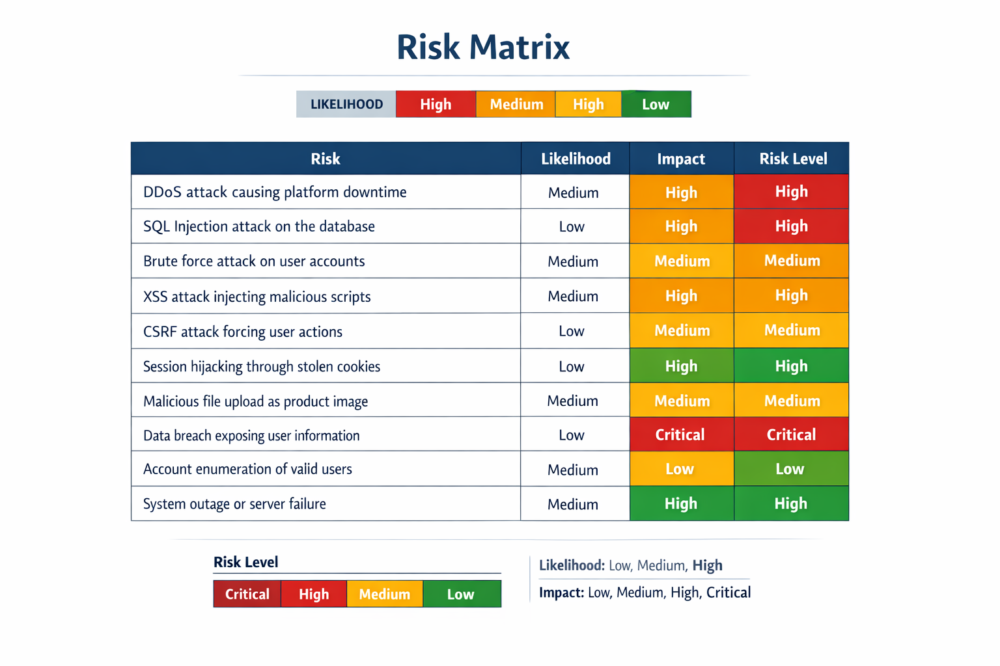 Risk Matrix
LIKELIHOOD High Medium High Low
Risk Likelihood Impact Risk Level
DDoS attack causing platform downtime Medium High High
SQL Injection attack on the database Low High High
Brute force attack on user accounts Medium Medium Medium
XSS attack injecting malicious scripts Medium High High
CSRF attack forcing user actions Low Medium Medium
Session hijacking through stolen cookies Low High High
Malicious file upload as product image Medium Medium Medium
Data breach exposing user information Low Critical Critical
Account enumeration of valid users Medium Low Low
System outage or server failure Medium High High
Risk Level
Critical High Medium Low
Likelihood: Low, Medium, High
Impact: Low, Medium, High, Critical